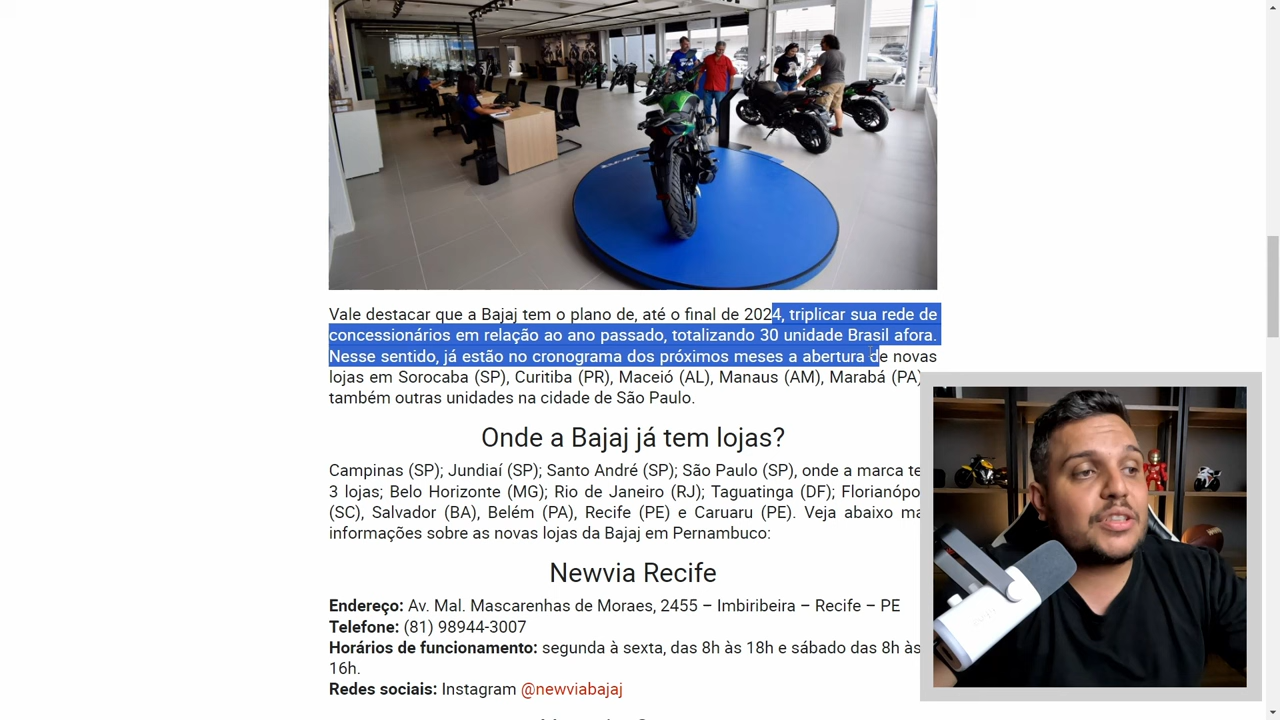 Vale destacar que a Bajaj tem o plano de, até o final de 2024, triplicar sua rede de
concessionários em relação ao ano passado, totalizando 30 unidade Brasil afora.
Nesse sentido, já estão no cronograma dos próximos meses a abertura de novas
lojas em Sorocaba (SP), Curitiba (PR), Maceió (AL), Manaus (AM), Marabá (PA)
também outras unidades na cidade de São Paulo.
Onde a Bajaj já tem lojas?
Campinas (SP); Jundiaí (SP); Santo André (SP); São Paulo (SP), onde a marca te
3 lojas; Belo Horizonte (MG); Rio de Janeiro (RJ); Taguatinga (DF); Florianópo
(SC), Salvador (BA), Belém (PA), Recife (PE) e Caruaru (PE). Veja abaixo ma
informações sobre as novas lojas da Bajaj em Pernambuco:
Newvia Recife
Endereço: Av. Mal. Mascarenhas de Moraes, 2455 – Imbiribeira – Recife – PE
Telefone: (81) 98944-3007
Horários de funcionamento: segunda à sexta, das 8h às 18h e sábado das 8h às
16h.
Redes sociais: Instagram @newviabajaj